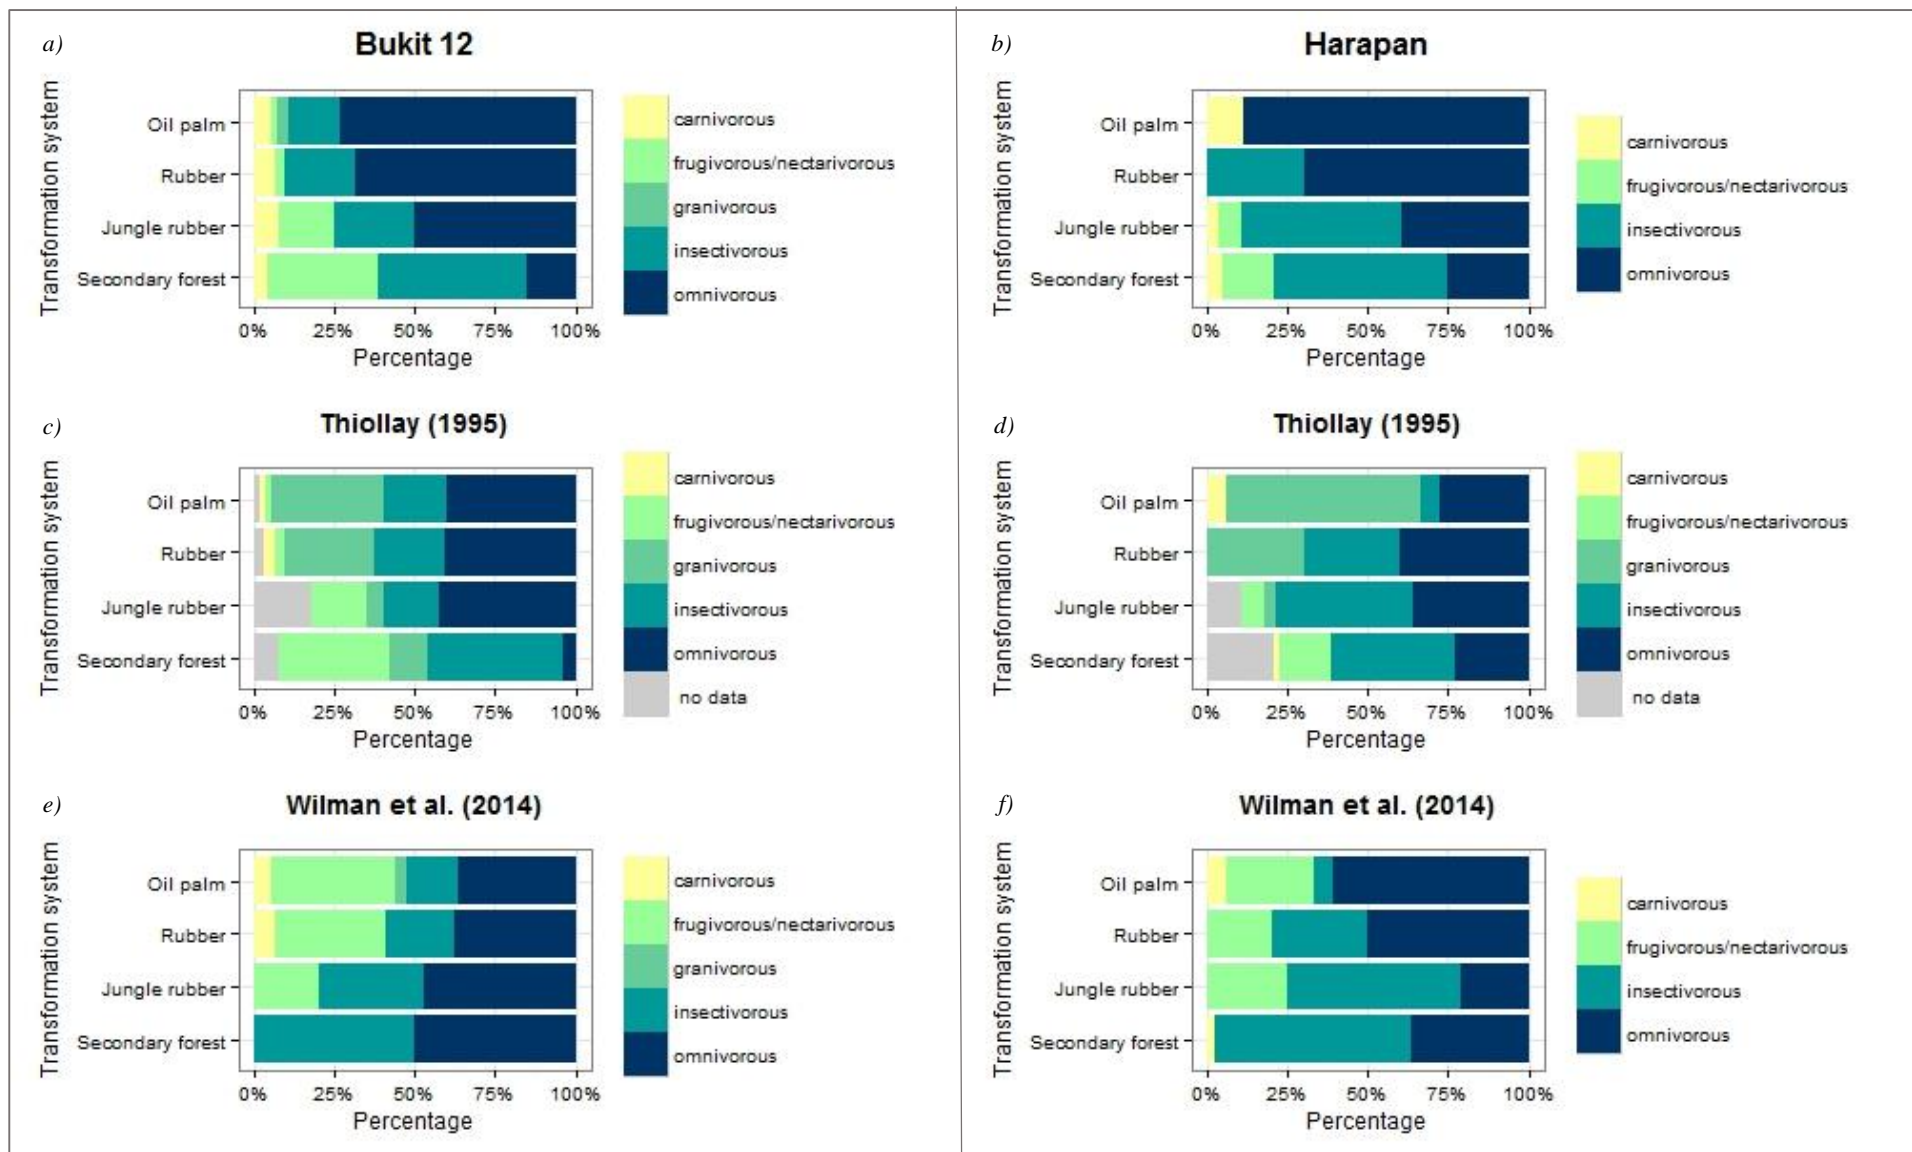 a)
Bukit 12
Transformation system
Oil palm
Rubber
Jungle rubber
Secondary forest
0% 25% 50% 75% 100%
Percentage
carnivorous
frugivorous/nectarivorous
granivorous
insectivorous
omnivorous
b)
Harapan
Transformation system
Oil palm
Rubber
Jungle rubber
Secondary forest
0% 25% 50% 75% 100%
Percentage
carnivorous
frugivorous/nectarivorous
insectivorous
omnivorous
c)
Thiollay (1995)
Transformation system
Oil palm
Rubber
Jungle rubber
Secondary forest
0% 25% 50% 75% 100%
Percentage
carnivorous
frugivorous/nectarivorous
granivorous
insectivorous
omnivorous
no data
d)
Thiollay (1995)
Transformation system
Oil palm
Rubber
Jungle rubber
Secondary forest
0% 25% 50% 75% 100%
Percentage
carnivorous
frugivorous/nectarivorous
granivorous
insectivorous
omnivorous
no data
e)
Wilman et al. (2014)
Transformation system
Oil palm
Rubber
Jungle rubber
Secondary forest
0% 25% 50% 75% 100%
Percentage
carnivorous
frugivorous/nectarivorous
granivorous
insectivorous
omnivorous
f)
Wilman et al. (2014)
Transformation system
Oil palm
Rubber
Jungle rubber
Secondary forest
0% 25% 50% 75% 100%
Percentage
carnivorous
frugivorous/nectarivorous
insectivorous
omnivorous